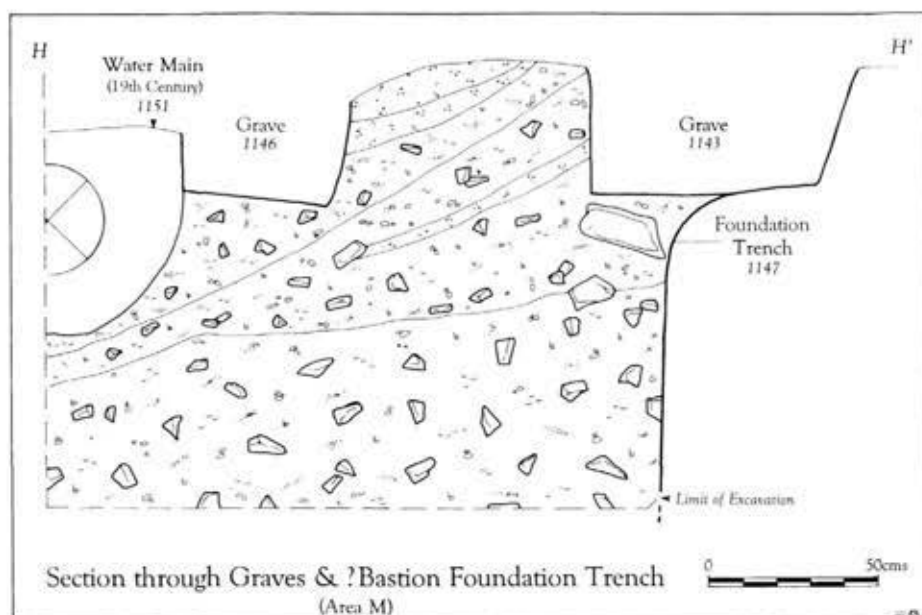 H
H'
Water Main
(19th Century)
1151
Grave
1146
Grave
1143
Foundation
Trench
1147
Limit of Excavation
0
50cms
Section through Graves & ?Bastion Foundation Trench
(Area M)